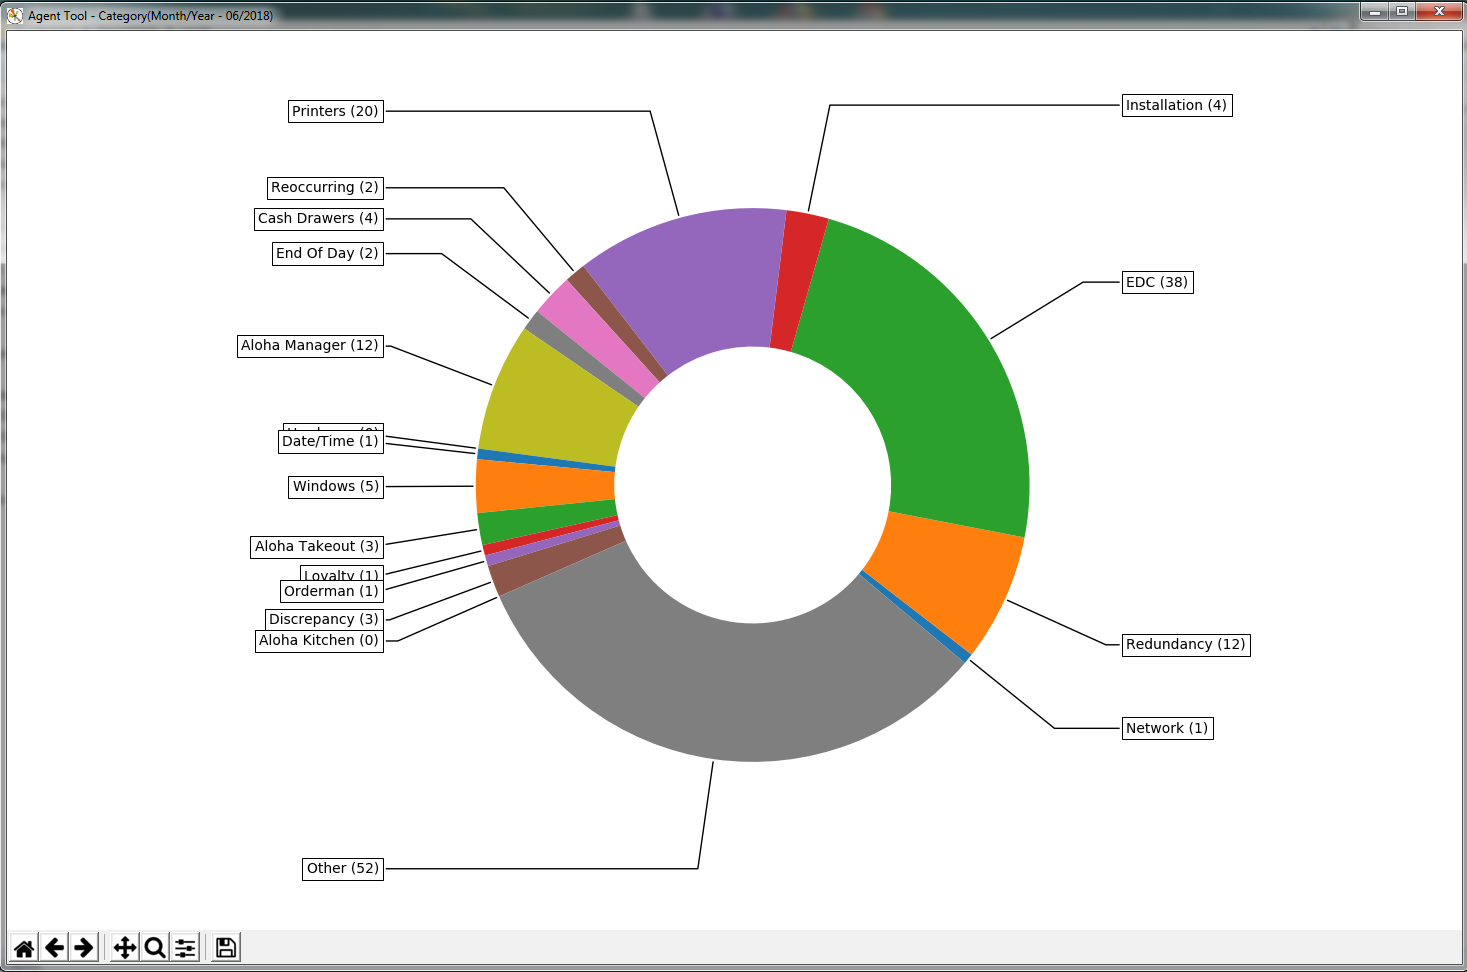 Agent Tool - Category(Month/Year - 06/2018)
Printers (20)
Installation (4)
Reoccurring (2)
Cash Drawers (4)
End Of Day (2)
EDC (38)
Aloha Manager (12)
Date/Time (1)
Windows (5)
Aloha Takeout (3)
Loyalty (1)
Orderman (1)
Discrepancy (3)
Aloha Kitchen (0)
Redundancy (12)
Network (1)
Other (52)